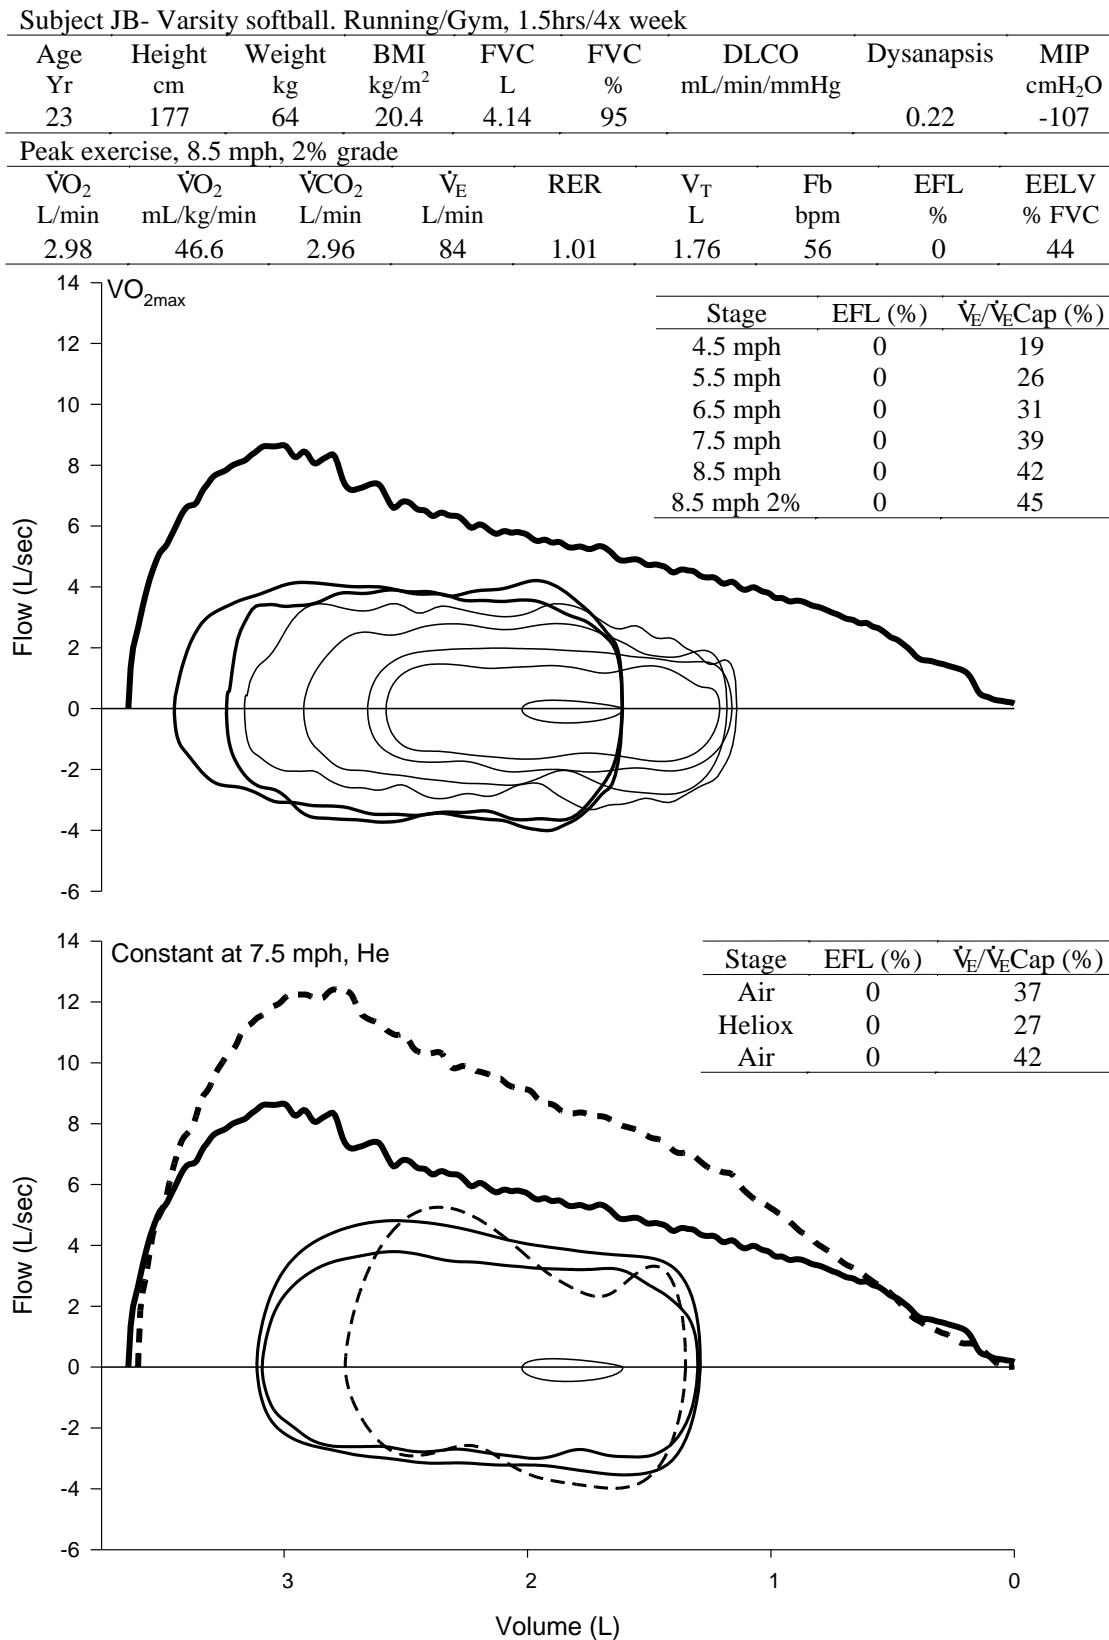 Subject JB- Varsity softball. Running/Gym, 1.5hrs/4x week
Age Height Weight BMI FVC FVC DLCO Dysanapsis MIP
Yr cm kg kg/m² L % mL/min/mmHg cmH₂O
23 177 64 20.4 4.14 95 0.22 -107
Peak exercise, 8.5 mph, 2% grade
V̇O₂ V̇O₂ V̇CO₂ V̇E RER VT Fb EFL EELV
L/min mL/kg/min L/min L/min L bpm % % FVC
2.98 46.6 2.96 84 1.01 1.76 56 0 44
VO₂max
Stage EFL (%) V̇E/V̇ECap (%)
4.5 mph 0 19
5.5 mph 0 26
6.5 mph 0 31
7.5 mph 0 39
8.5 mph 0 42
8.5 mph 2% 0 45
14
12
10
8
6
4
2
0
-2
-4
-6
Flow (L/sec)
Constant at 7.5 mph, He
Stage EFL (%) V̇E/V̇ECap (%)
Air 0 37
Heliox 0 27
Air 0 42
14
12
10
8
6
4
2
0
-2
-4
-6
Flow (L/sec)
3 2 1 0
Volume (L)